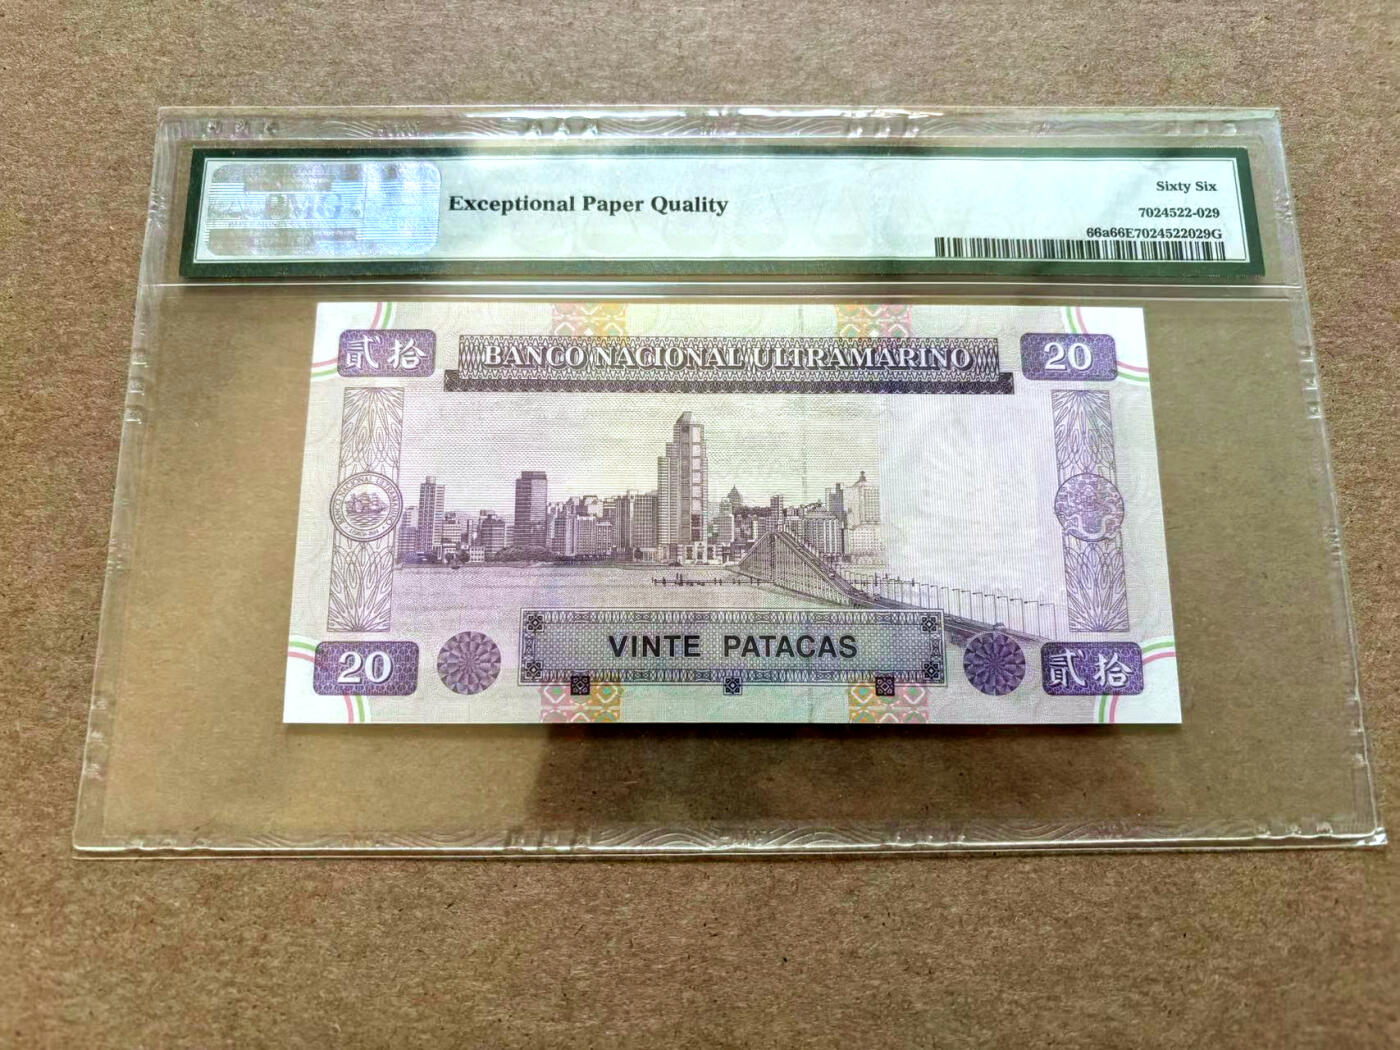 Exceptional Paper Quality
Sixty Six
7024522-029
66a66E7024522029G
貳拾
BANCO NACIONAL ULTRAMARINO
20
VINTE PATACAS
20
貳拾